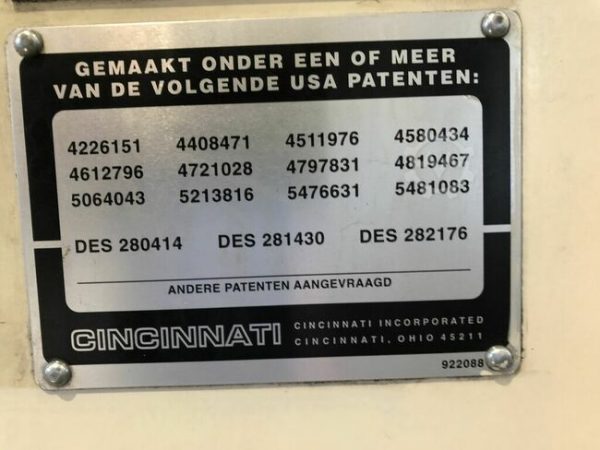 GEMAAKT ONDER EEN OF MEER
VAN DE VOLGENDE USA PATENTEN:
4226151 4408471 4511976 4580434
4612796 4721028 4797831 4819467
5064043 5213816 5476631 5481083
DES 280414 DES 281430 DES 282176
ANDERE PATENTEN AANGEVRAAGD
CINCINNATI CINCINNATI INCORPORATED
CINCINNATI, OHIO 45211
922088